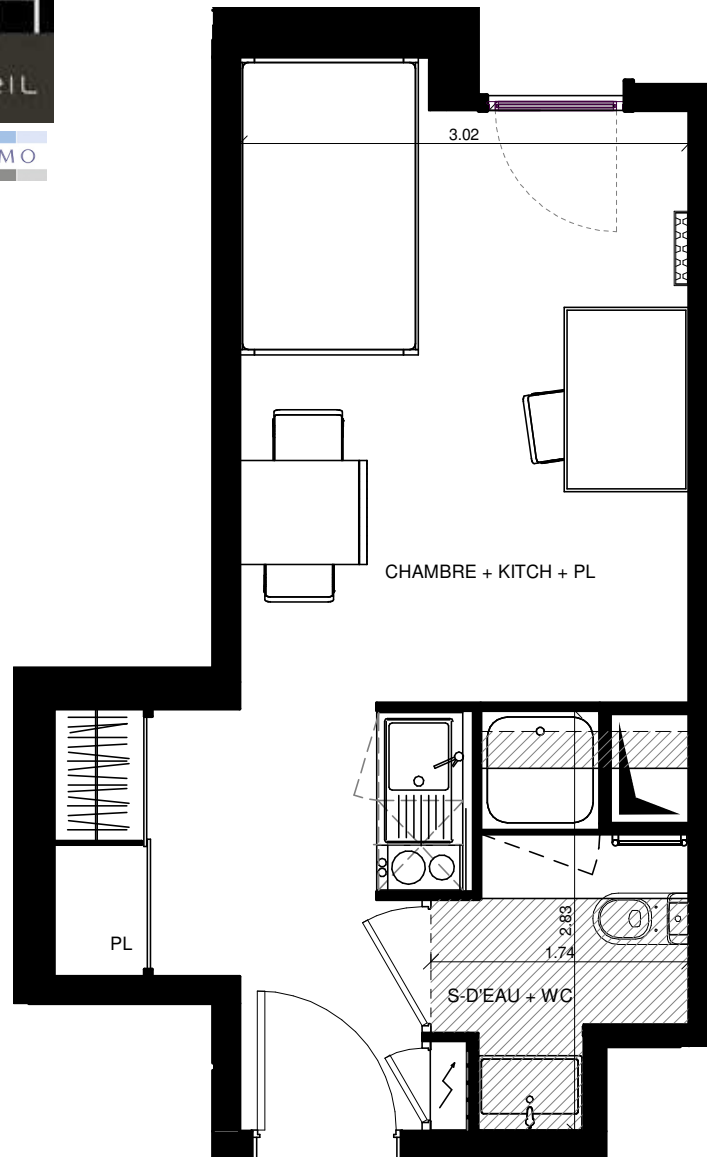 eiL
MO
3.02
CHAMBRE + KITCH + PL
PL
2.83
1.74
S-D'EAU + WC